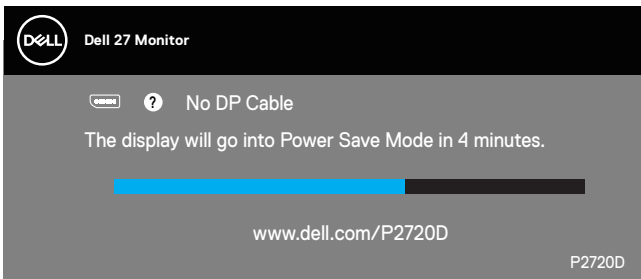 DELL
Dell 27 Monitor
? No DP Cable
The display will go into Power Save Mode in 4 minutes.
www.dell.com/P2720D
P2720D